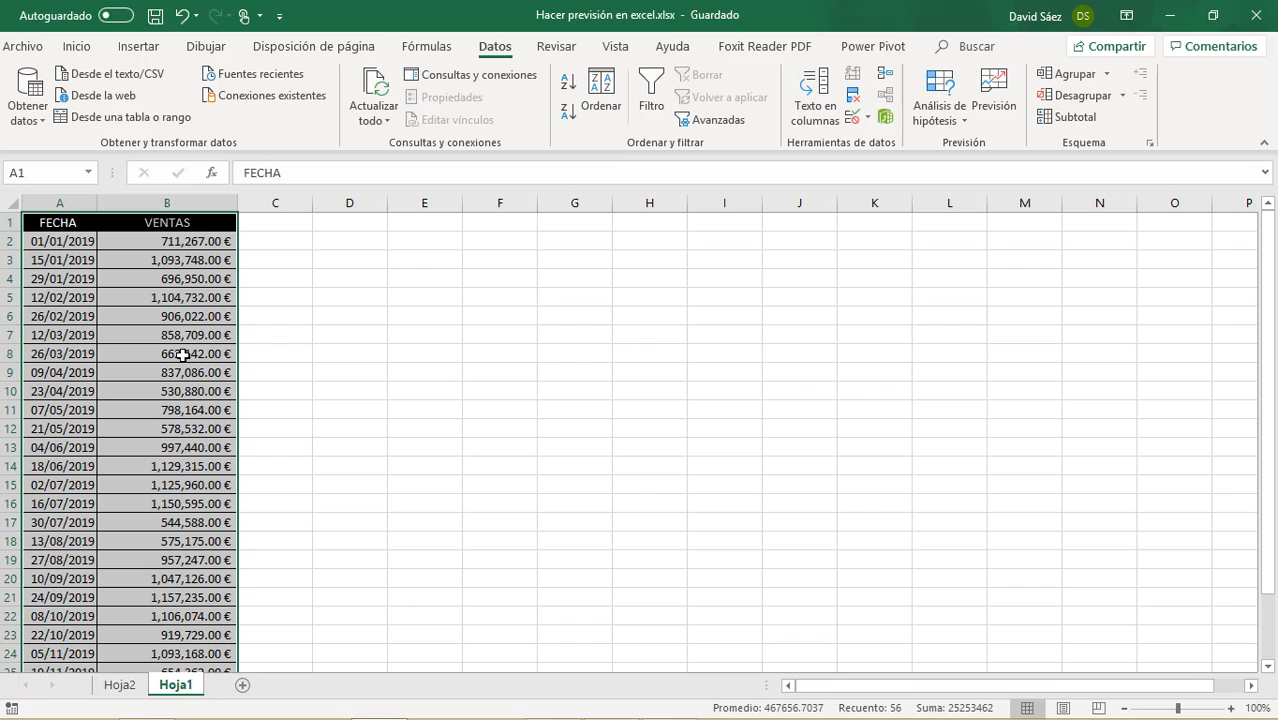 Autoguardado
Hacer previsión en excel.xlsx - Guardado
David Sáez DS
Archivo Inicio Insertar Dibujar Disposición de página Fórmulas Datos Revisar Vista Ayuda Foxit Reader PDF Power Pivot Buscar Compartir Comentarios
Obtener datos
Desde el texto/CSV
Desde la web
Desde una tabla o rango
Fuentes recientes
Conexiones existentes
Obtener y transformar datos
Actualizar todo
Consultas y conexiones
Propiedades
Editar vínculos
Consultas y conexiones
Ordenar
Filtro
Borrar
Volver a aplicar
Avanzadas
Ordenar y filtrar
Texto en columnas
Herramientas de datos
Análisis de hipótesis
Previsión
Previsión
Agrupar
Desagrupar
Subtotal
Esquema
A1 fx FECHA
A B C D E F G H I J K L M N O P
1 FECHA VENTAS
2 01/01/2019 711,267.00 €
3 15/01/2019 1,093,748.00 €
4 29/01/2019 696,950.00 €
5 12/02/2019 1,104,732.00 €
6 26/02/2019 906,022.00 €
7 12/03/2019 858,709.00 €
8 26/03/2019
9 09/04/2019 837,086.00 €
10 23/04/2019 530,880.00 €
11 07/05/2019 798,164.00 €
12 21/05/2019 578,532.00 €
13 04/06/2019 997,440.00 €
14 18/06/2019 1,129,315.00 €
15 02/07/2019 1,125,960.00 €
16 16/07/2019 1,150,595.00 €
17 30/07/2019 544,588.00 €
18 13/08/2019 575,175.00 €
19 27/08/2019 957,247.00 €
20 10/09/2019 1,047,126.00 €
21 24/09/2019 1,157,235.00 €
22 08/10/2019 1,106,074.00 €
23 22/10/2019 919,729.00 €
24 05/11/2019 1,093,168.00 €
Hoja2 Hoja1
Promedio: 467656.7037 Recuento: 56 Suma: 25253462 100%